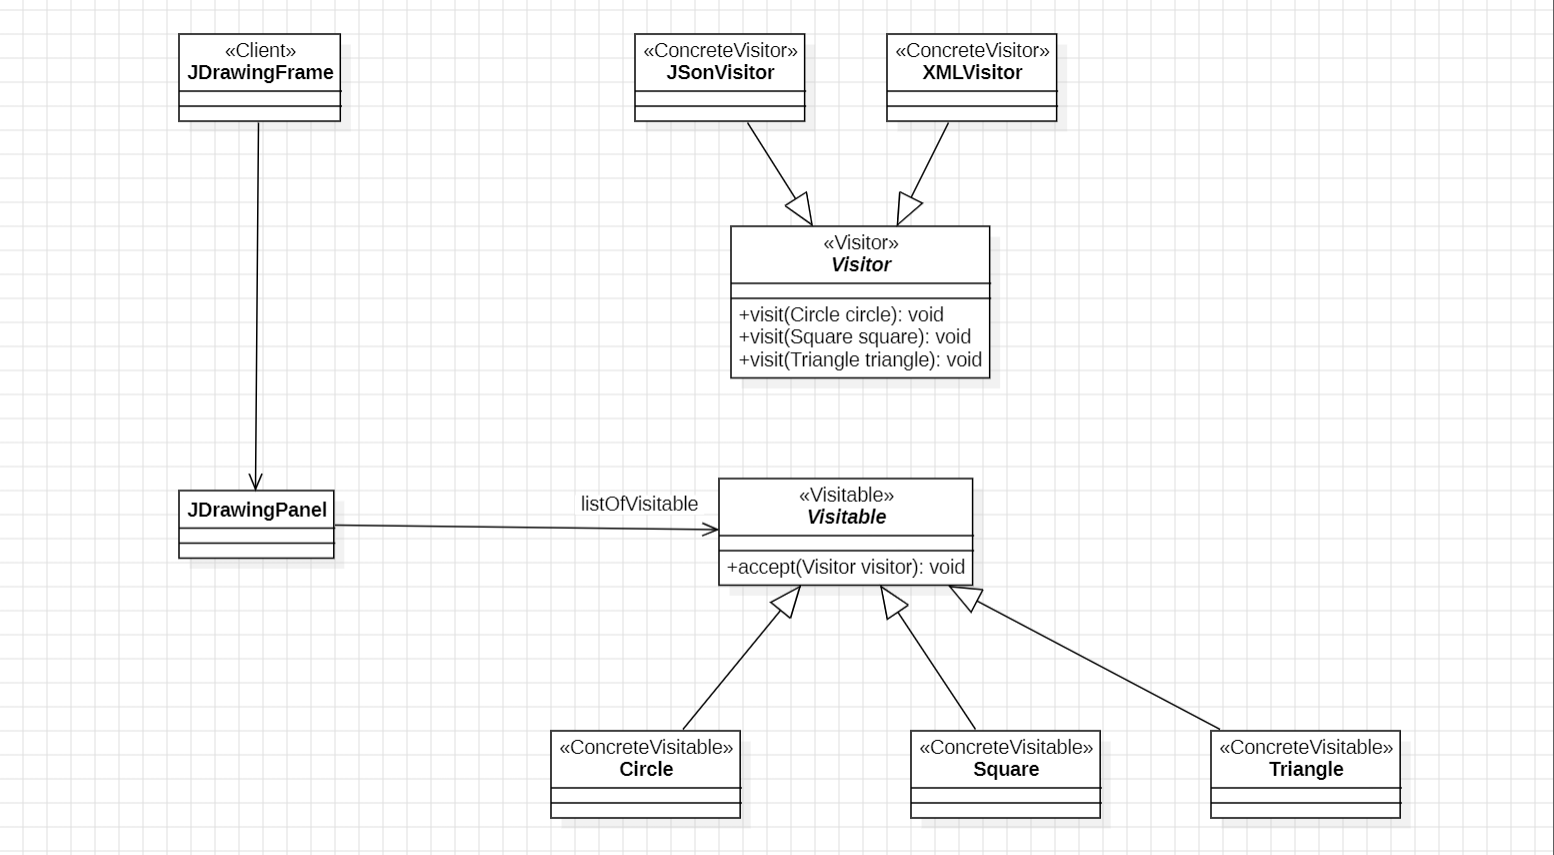 «Client»
JDrawingFrame
«ConcreteVisitor»
JSonVisitor
«ConcreteVisitor»
XMLVisitor
«Visitor»
Visitor
+visit(Circle circle): void
+visit(Square square): void
+visit(Triangle triangle): void
JDrawingPanel
listOfVisitable
«Visitable»
Visitable
+accept(Visitor visitor): void
«ConcreteVisitable»
Circle
«ConcreteVisitable»
Square
«ConcreteVisitable»
Triangle